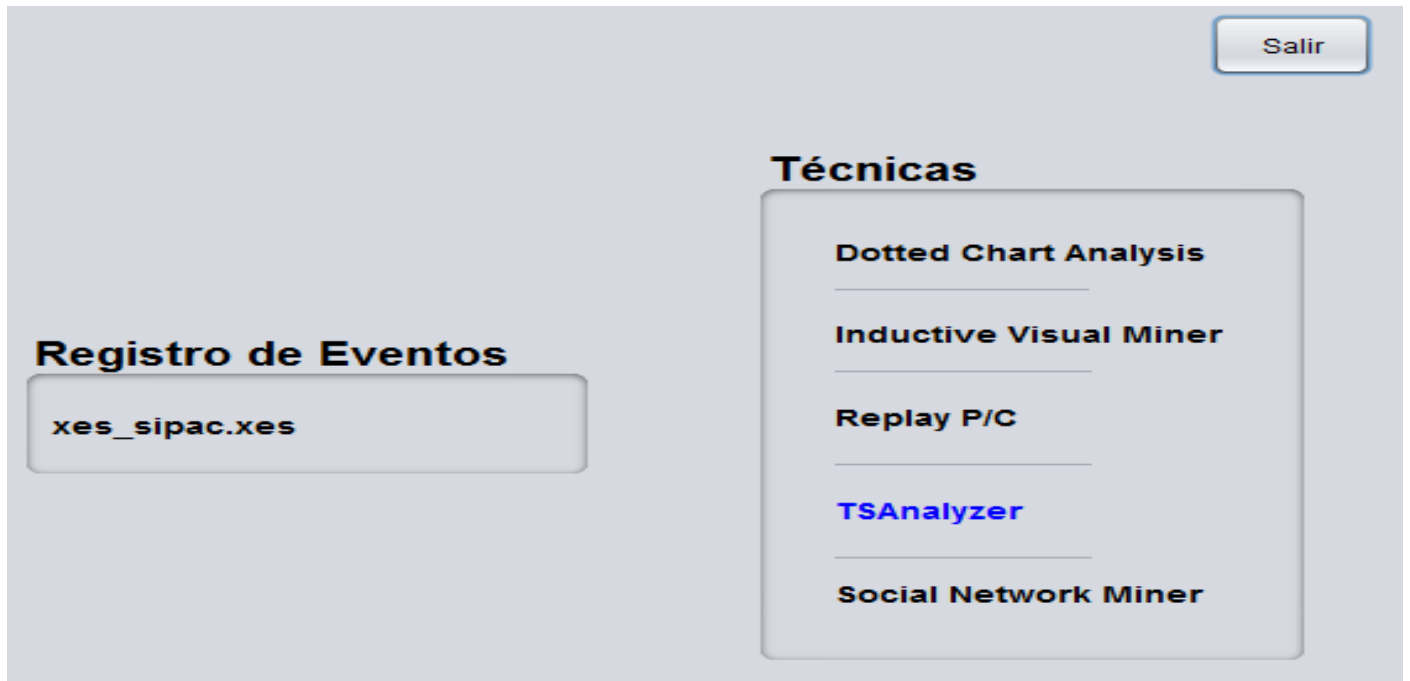 Salir
Técnicas
Dotted Chart Analysis
Inductive Visual Miner
Registro de Eventos
xes_sipac.xes
Replay P/C
TSAnalyzer
Social Network Miner